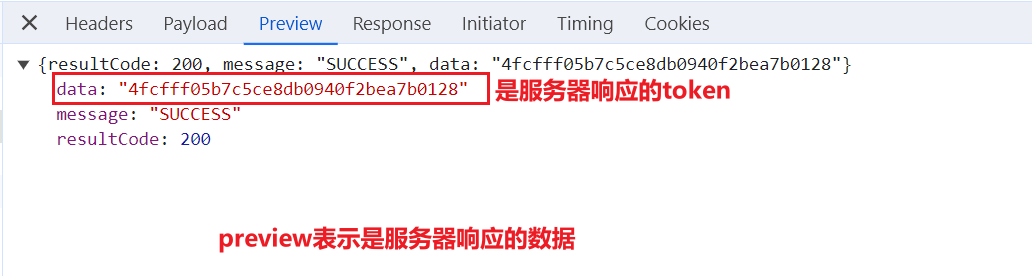 Headers Payload Preview Response Initiator Timing Cookies
{resultCode: 200, message: "SUCCESS", data: "4fcfff05b7c5ce8db0940f2bea7b0128"}
data: "4fcfff05b7c5ce8db0940f2bea7b0128" 是服务器响应的token
message: "SUCCESS"
resultCode: 200
preview表示是服务器响应的数据